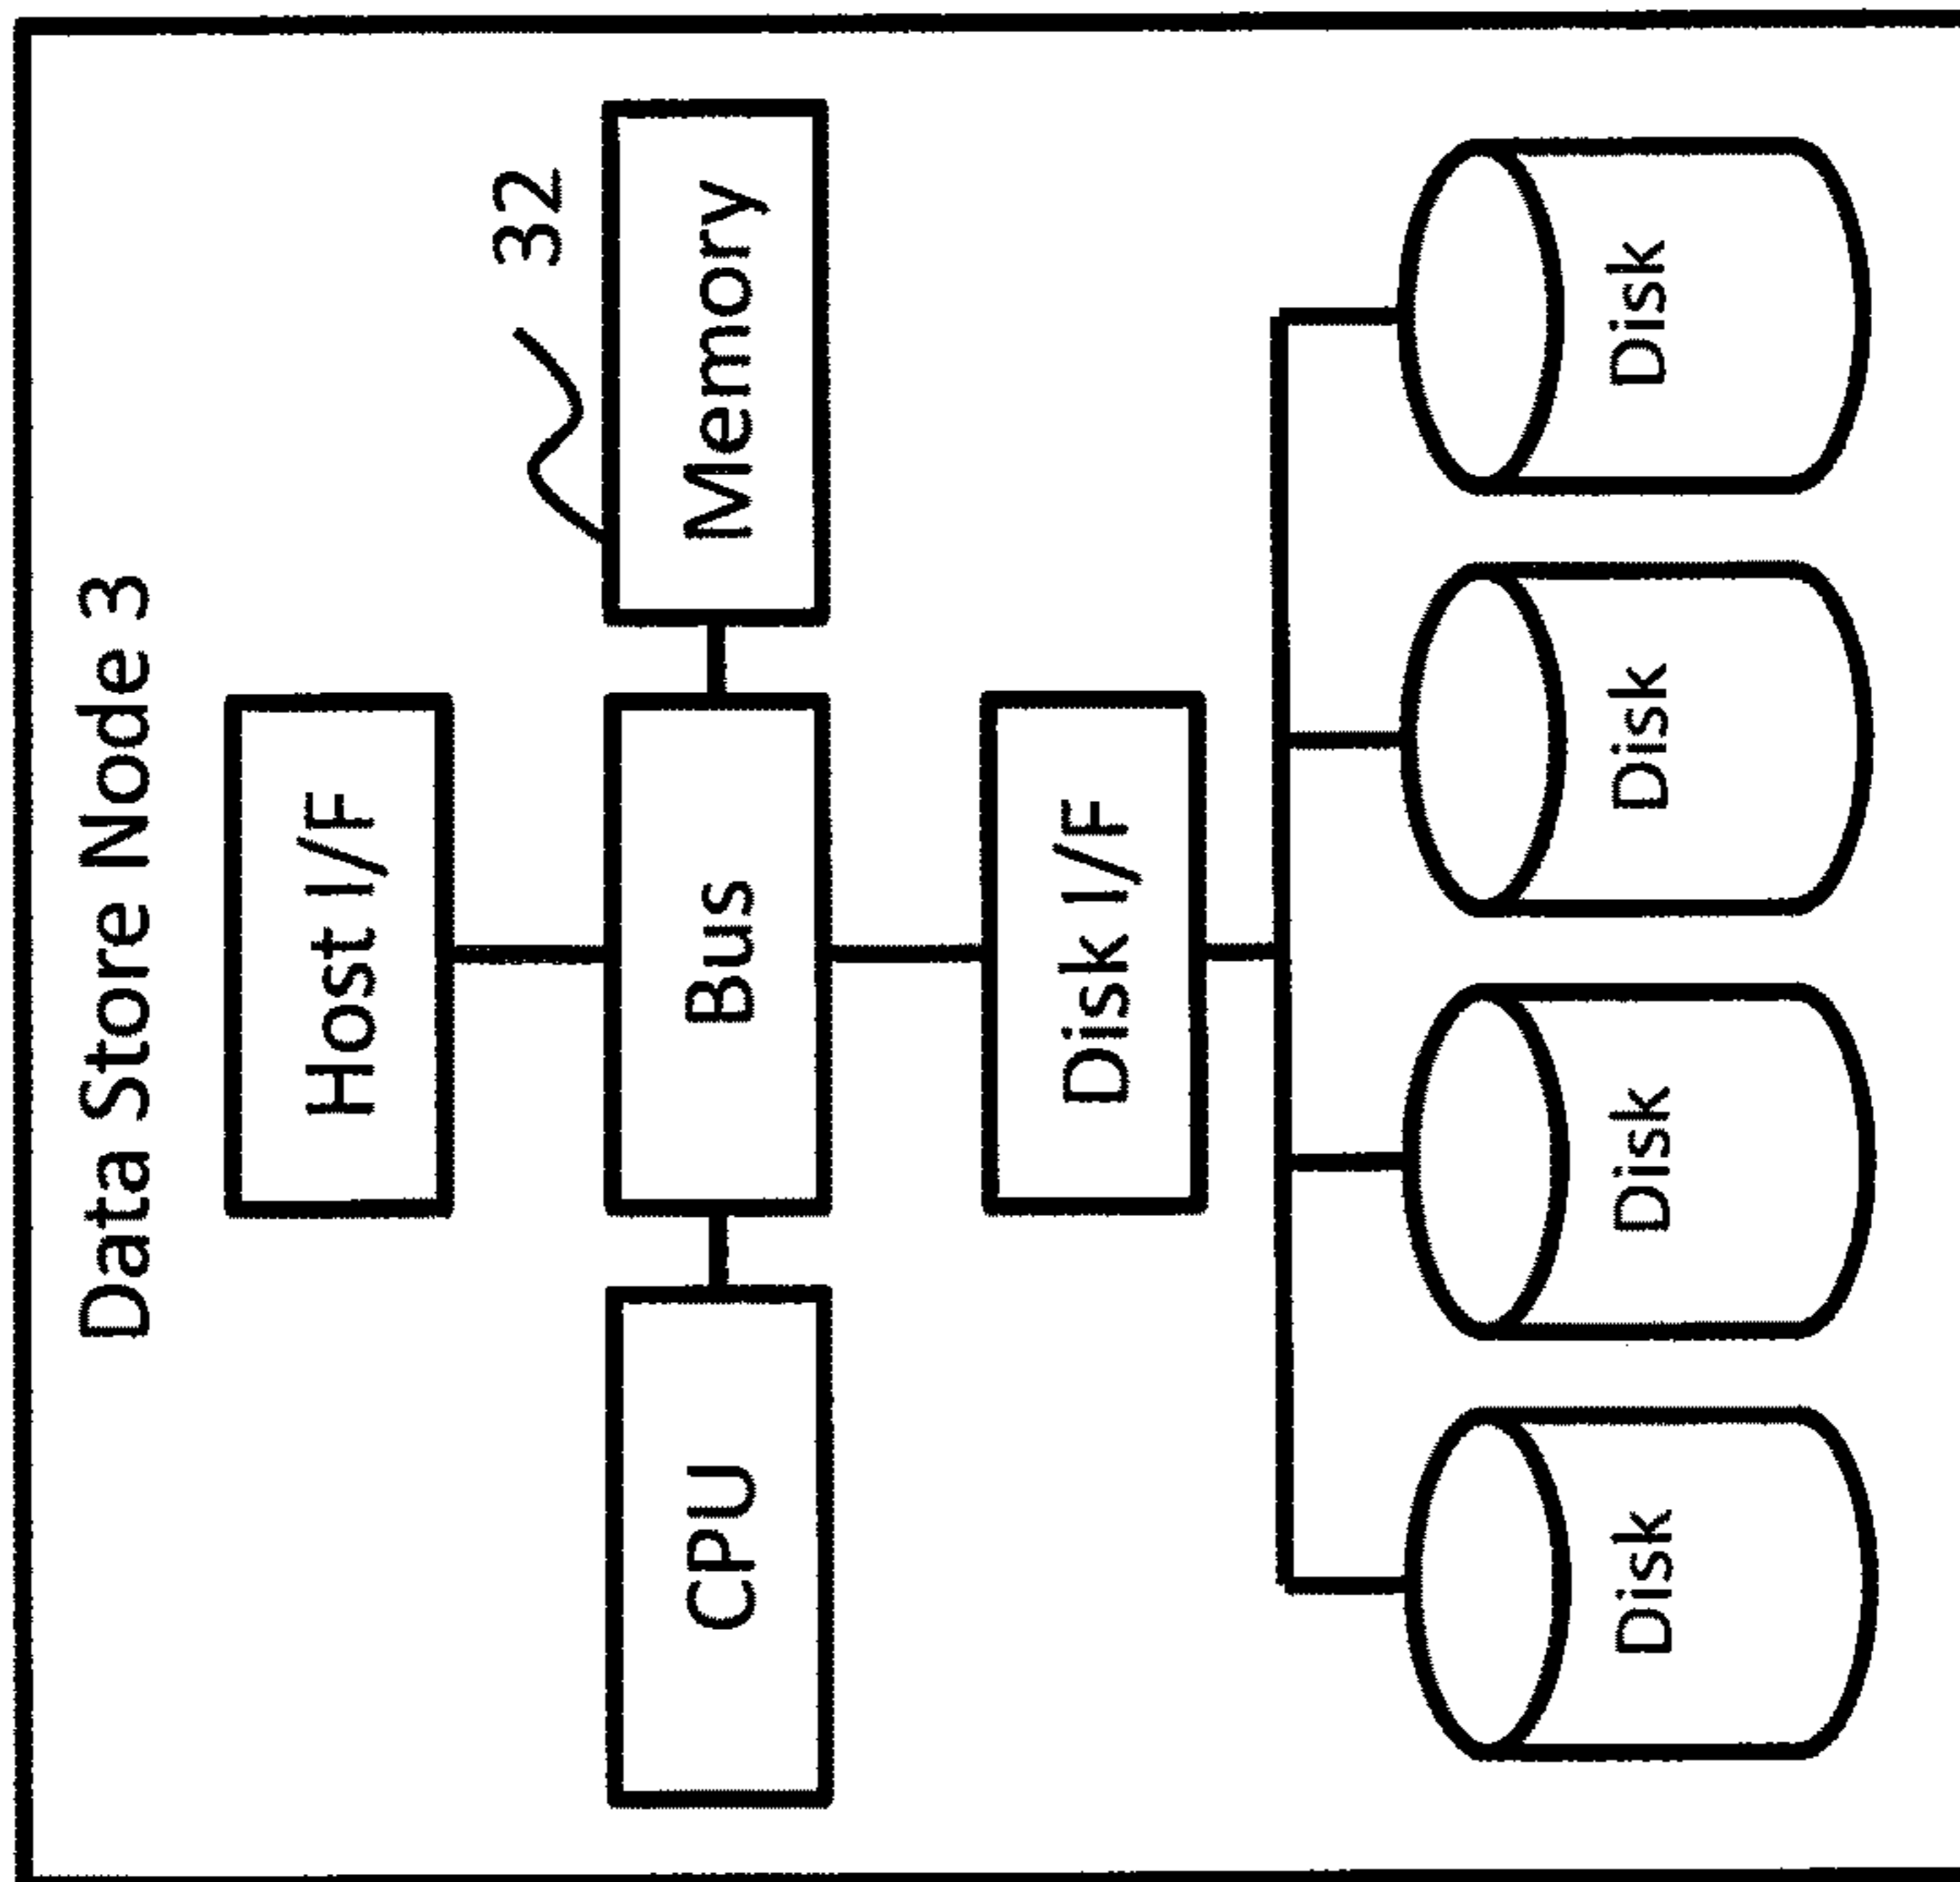 Data Store Node 3
Host I/F
32
CPU
Bus
Memory
Disk I/F
Disk
Disk
Disk
Disk